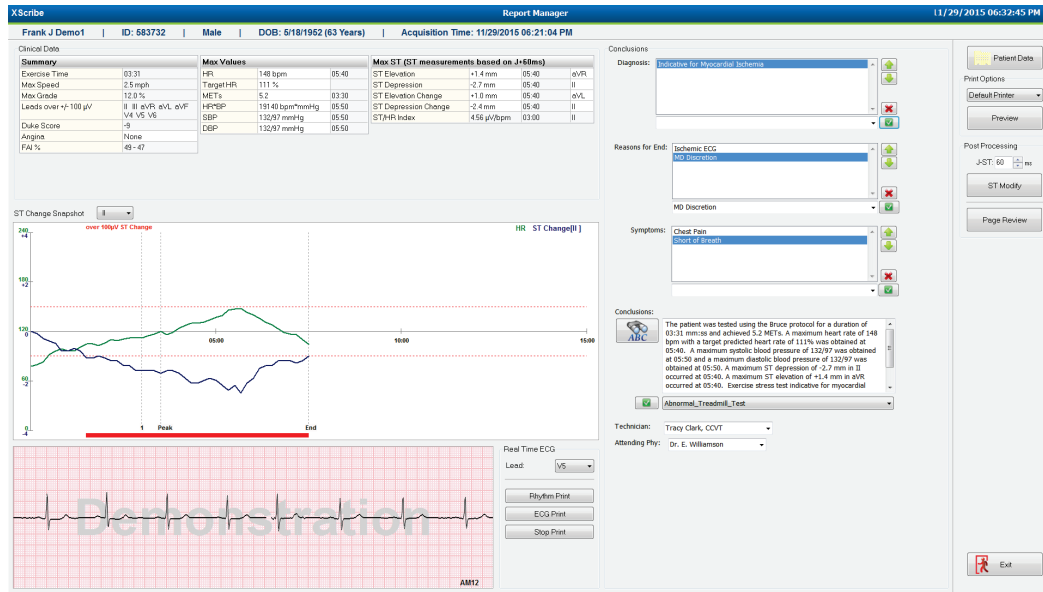 XScribe Report Manager 11/29/2015 06:32:45 PM
Frank J Demo1 | ID: 583732 | Male | DOB: 5/18/1952 (63 Years) | Acquisition Time: 11/29/2015 06:21:04 PM
Clinical Data
Summary
Exercise Time 03:31
Max Speed 2.5 mph
Max Grade 12.0 %
Leads over +/- 100 µV II III aVR aVL aVF
V4 V5 V6
Duke Score -9
Angina None
FAI % 49 - 47
Max Values
HR 148 bpm 05:40
Target HR 111 %
METs 5.2 03:30
HR*BP 19140 bpm*mmHg 05:50
SBP 132/97 mmHg 05:50
DBP 132/97 mmHg 05:50
Max ST (ST measurements based on J+60ms)
ST Elevation +1.4 mm 05:40 aVR
ST Depression -2.7 mm 05:40 II
ST Elevation Change +1.0 mm 05:40 aVL
ST Depression Change -2.4 mm 05:40 II
ST/HR Index 4.56 µV/bpm 03:00 II
ST Change Snapshot II
over 100µV ST Change
HR ST Change[II ]
240
+4
180
+2
120
0
60
-2
0
-4
05:00 10:00 15:00
1 Peak End
Demonstration
AM12
Real Time ECG
Lead: V5
Rhythm Print
ECG Print
Stop Print
Conclusions
Diagnosis: Indicative for Myocardial Ischemia
Reasons for End: Ischemic ECG
MD Discretion
MD Discretion
Symptoms: Chest Pain
Short of Breath
Conclusions:
ABC
The patient was tested using the Bruce protocol for a duration of
03:31 mm:ss and achieved 5.2 METs. A maximum heart rate of 148
bpm with a target predicted heart rate of 111% was obtained at
05:40. A maximum systolic blood pressure of 132/97 was obtained
at 05:50 and a maximum diastolic blood pressure of 132/97 was
obtained at 05:50. A maximum ST depression of -2.7 mm in II
occurred at 05:40. A maximum ST elevation of +1.4 mm in aVR
occurred at 05:40. Exercise stress test indicative for myocardial
Abnormal_Treadmill_Test
Technician: Tracy Clark, CCVT
Attending Phy: Dr. E. Williamson
Patient Data
Print Options
Default Printer
Preview
Post Processing
J-ST: 60 ms
ST Modify
Page Review
Exit